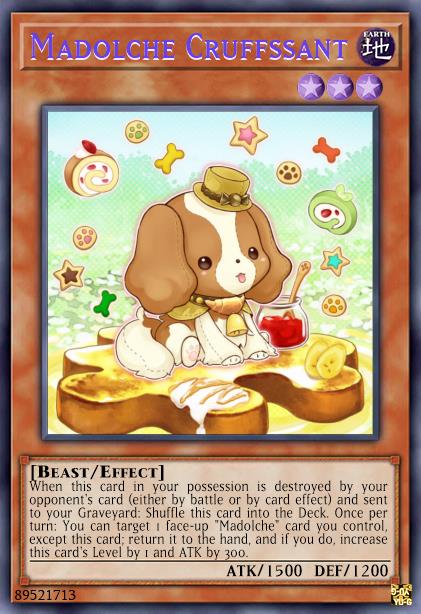 Madolche Cruffssant
EARTH
地
[Beast/Effect]
When this card in your possession is destroyed by your
opponent's card (either by battle or by card effect) and sent
to your Graveyard: Shuffle this card into the Deck. Once per
turn: You can target 1 face-up "Madolche" card you control,
except this card; return it to the hand, and if you do, increase
this card's Level by 1 and ATK by 300.
ATK/1500 DEF/1200
89521713